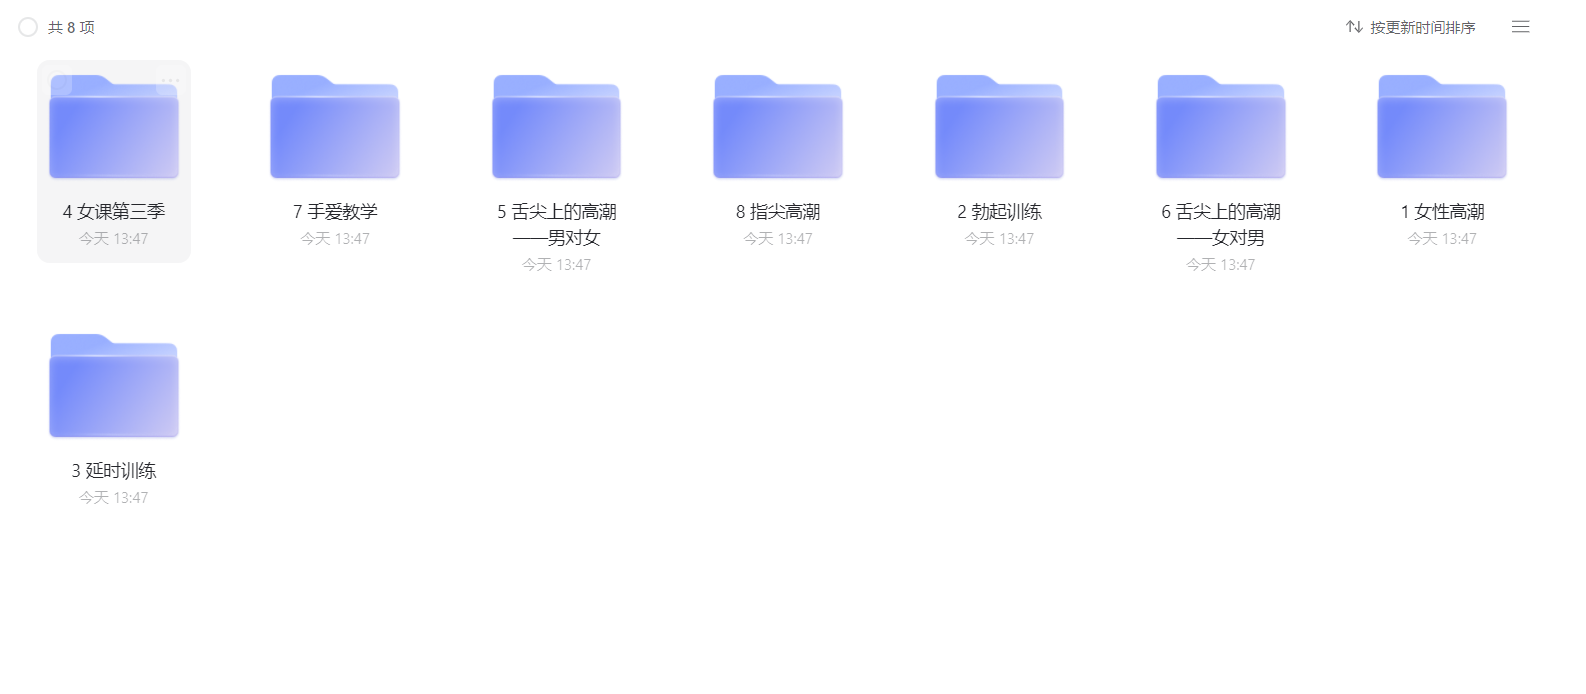 共 8 项
按更新时间排序
4 女课第三季
今天 13:47
7 手爱教学
今天 13:47
5 舌尖上的高潮
——男对女
今天 13:47
8 指尖高潮
今天 13:47
2 勃起训练
今天 13:47
6 舌尖上的高潮
——女对男
今天 13:47
1 女性高潮
今天 13:47
3 延时训练
今天 13:47